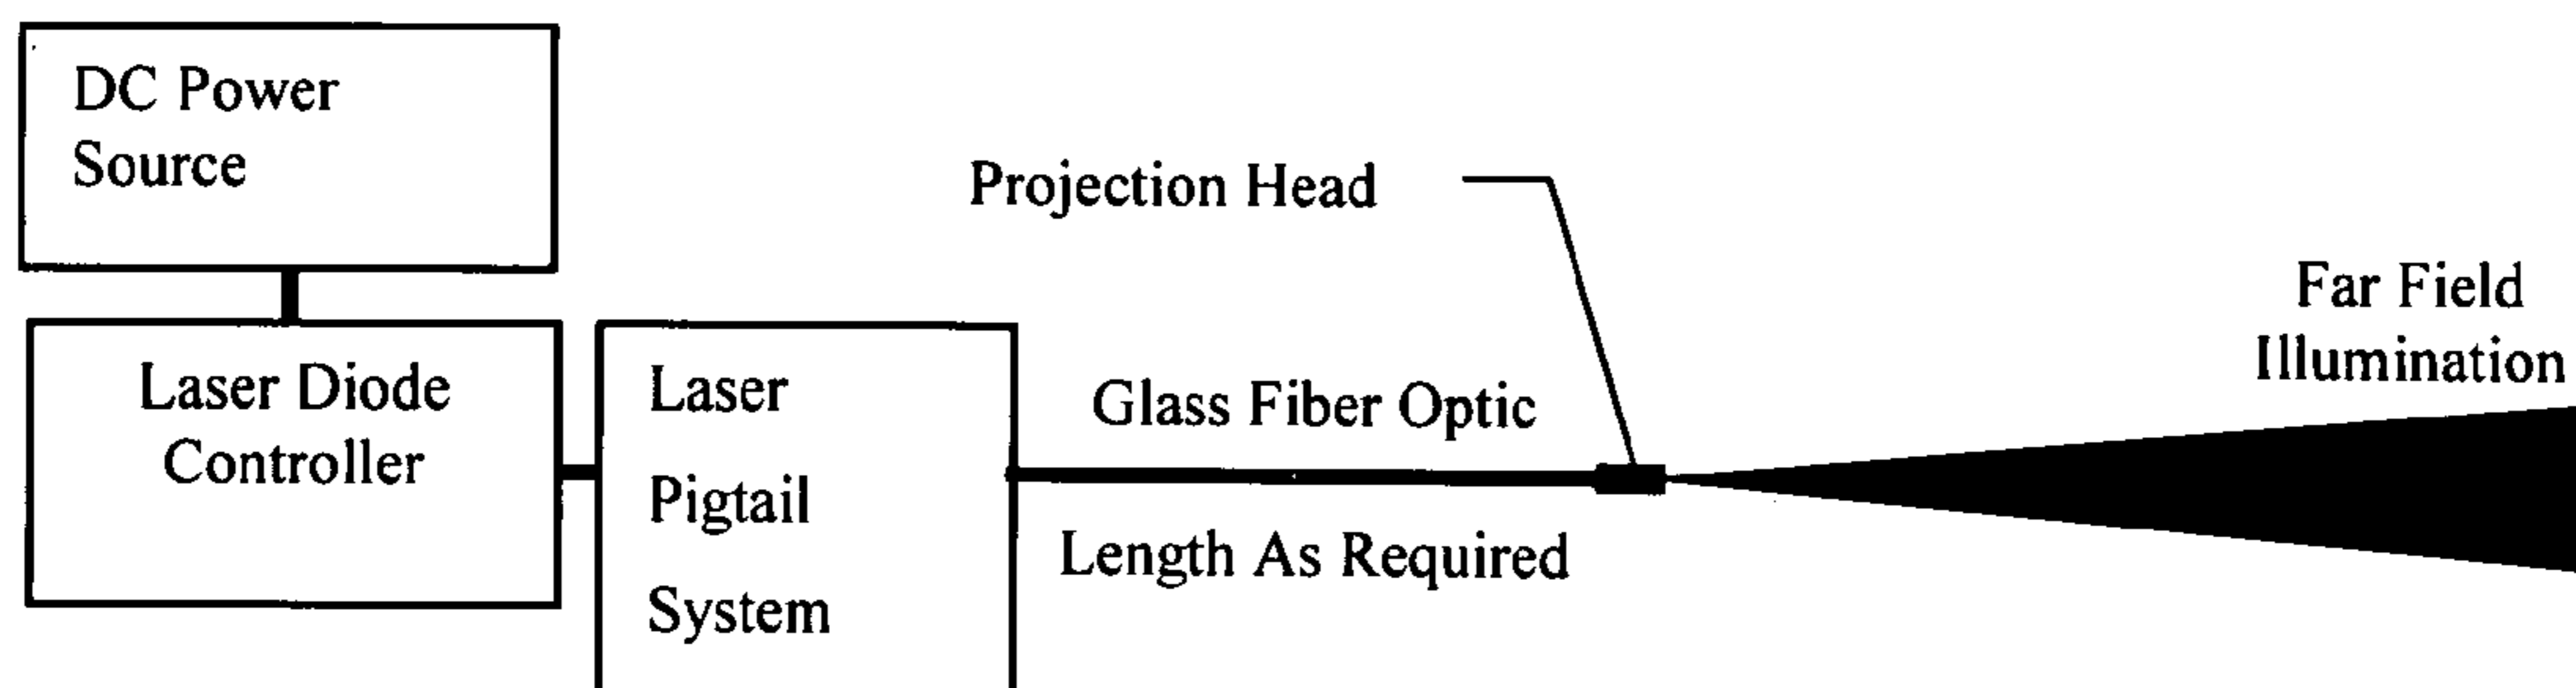 DC Power
Source
Projection Head
Far Field
Illumination
Laser Diode
Controller
Laser
Pigtail
System
Glass Fiber Optic
Length As Required